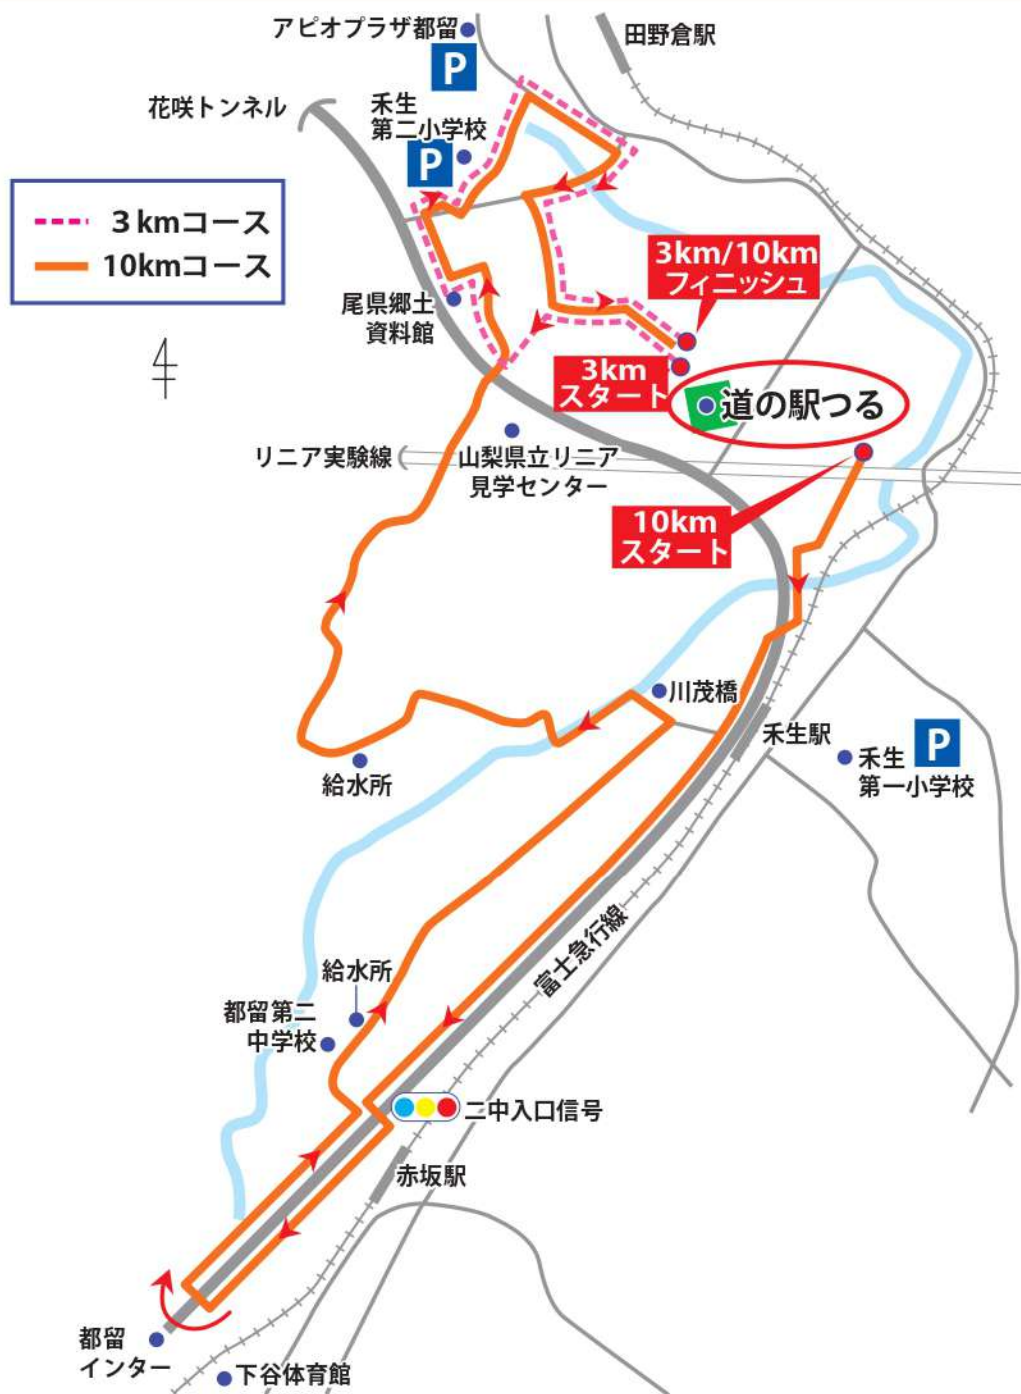 アピオプラザ都留
P
田野倉駅
花咲トンネル
禾生
第二小学校
P
3kmコース
10kmコース
3km/10km
フィニッシュ
尾県郷土
資料館
3km
スタート
道の駅つる
リニア実験線
山梨県立リニア
見学センター
10km
スタート
川茂橋
禾生駅
P
禾生
第一小学校
給水所
富士急行線
給水所
都留第二
中学校
二中入口信号
赤坂駅
都留
インター
下谷体育館